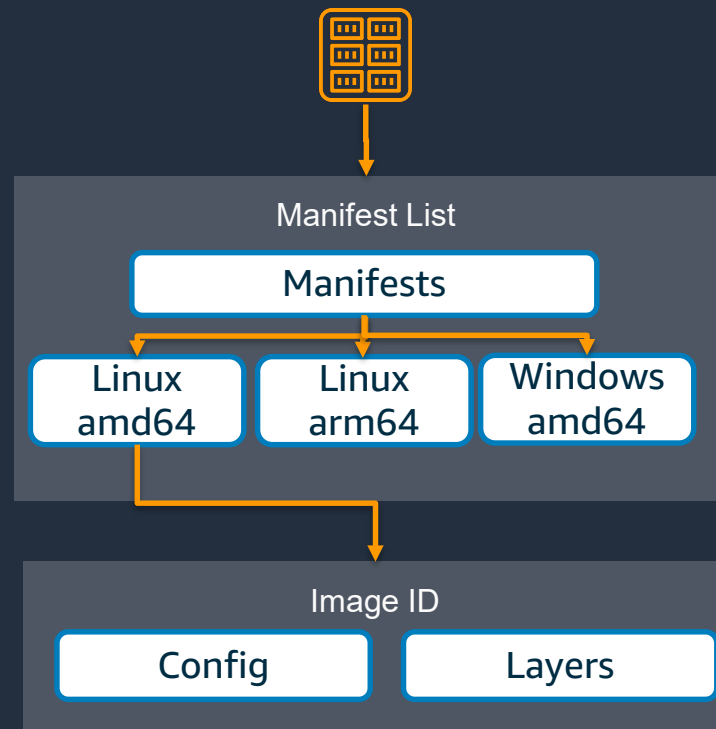 Manifest List
Manifests
Linux
amd64
Linux
arm64
Windows
amd64
Image ID
Config
Layers